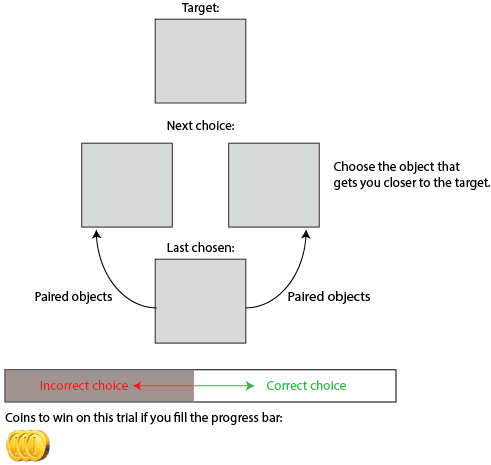 Target:
Next choice:
Choose the object that
gets you closer to the target.
Last chosen:
Paired objects
Paired objects
Incorrect choice
Correct choice
Coins to win on this trial if you fill the progress bar: